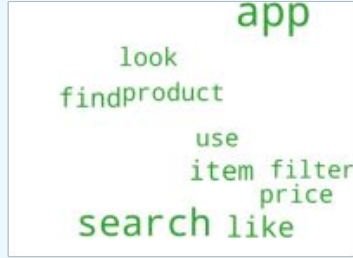 app
look
findproduct
use
item filter
price
search like